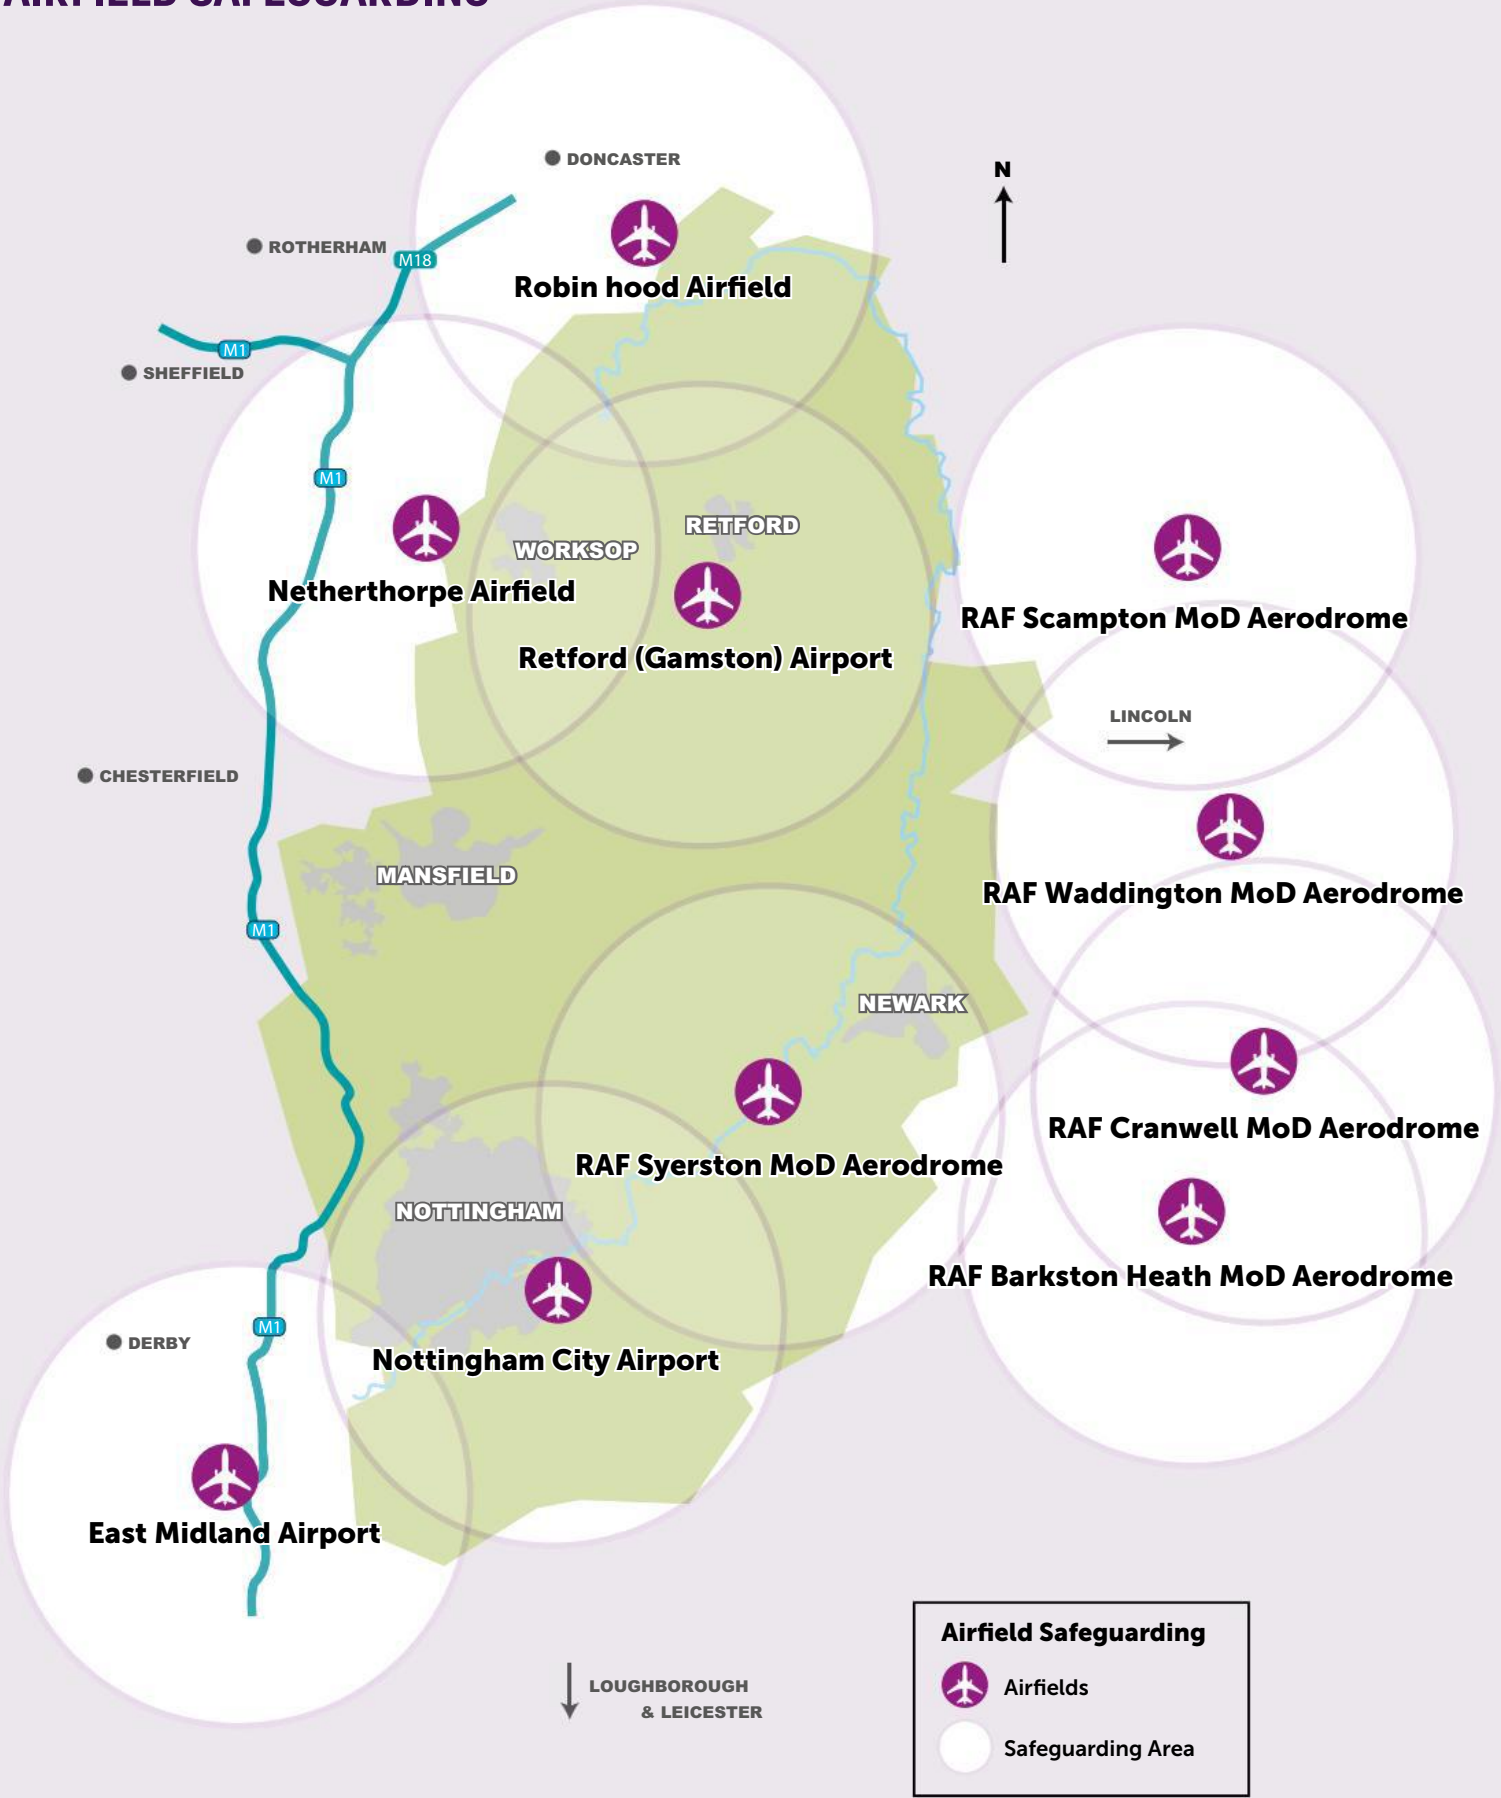 AIRFIELD SAFEGUARDING
DONCASTER
N
ROTHERHAM
M18
Robin hood Airfield
M1
SHEFFIELD
M1
RETFORD
WORKSOP
Netherthorpe Airfield
RAF Scampton MoD Aerodrome
Retford (Gamston) Airport
LINCOLN
CHESTERFIELD
MANSFIELD
RAF Waddington MoD Aerodrome
M1
NEWARK
RAF Cranwell MoD Aerodrome
RAF Syerston MoD Aerodrome
NOTTINGHAM
RAF Barkston Heath MoD Aerodrome
M1
DERBY
Nottingham City Airport
East Midland Airport
Airfield Safeguarding
Airfields
Safeguarding Area
LOUGHBOROUGH
& LEICESTER